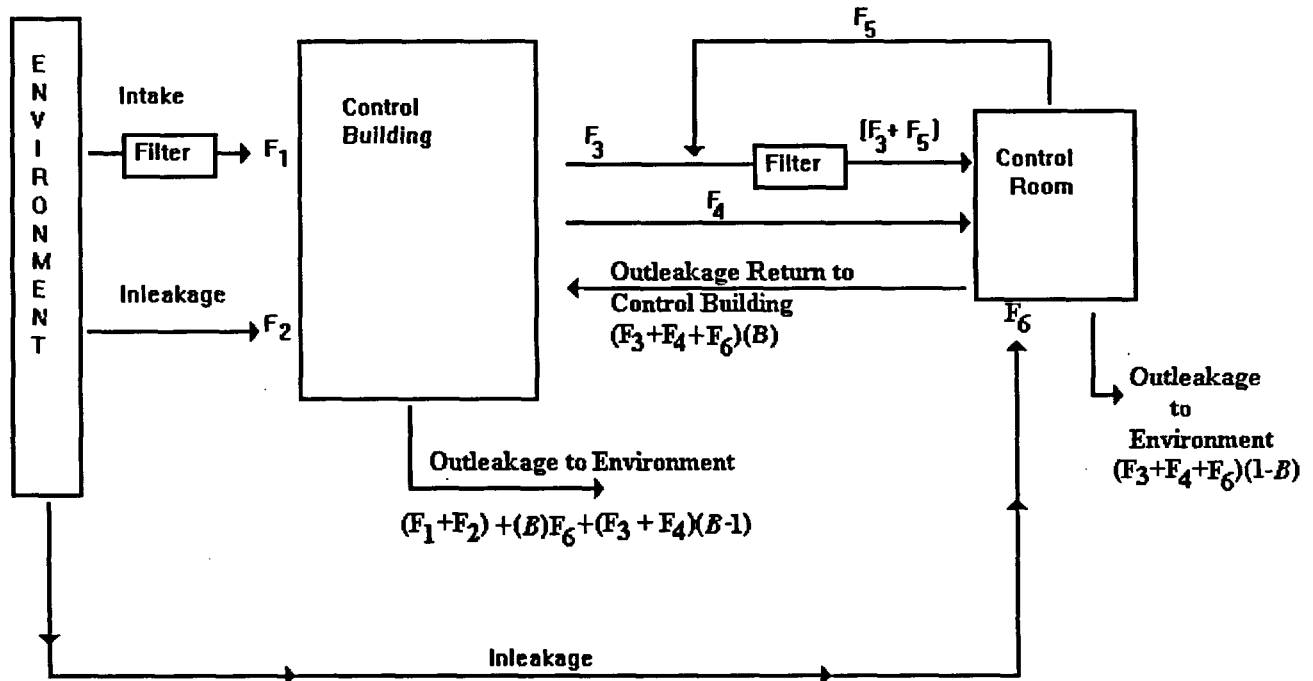 ENVIRONMENT
Intake
Filter
F1
Inleakage
F2
Control
Building
F3
F5
Filter
[F3+ F5]
F4
Control
Room
Outleakage Return to
Control Building
(F3+F4+F6)(B)
F6
Outleakage
to
Environment
(F3+F4+F6)(1-B)
Outleakage to Environment
(F1+F2) +(B)F6+(F3 + F4)(B-1)
Inleakage